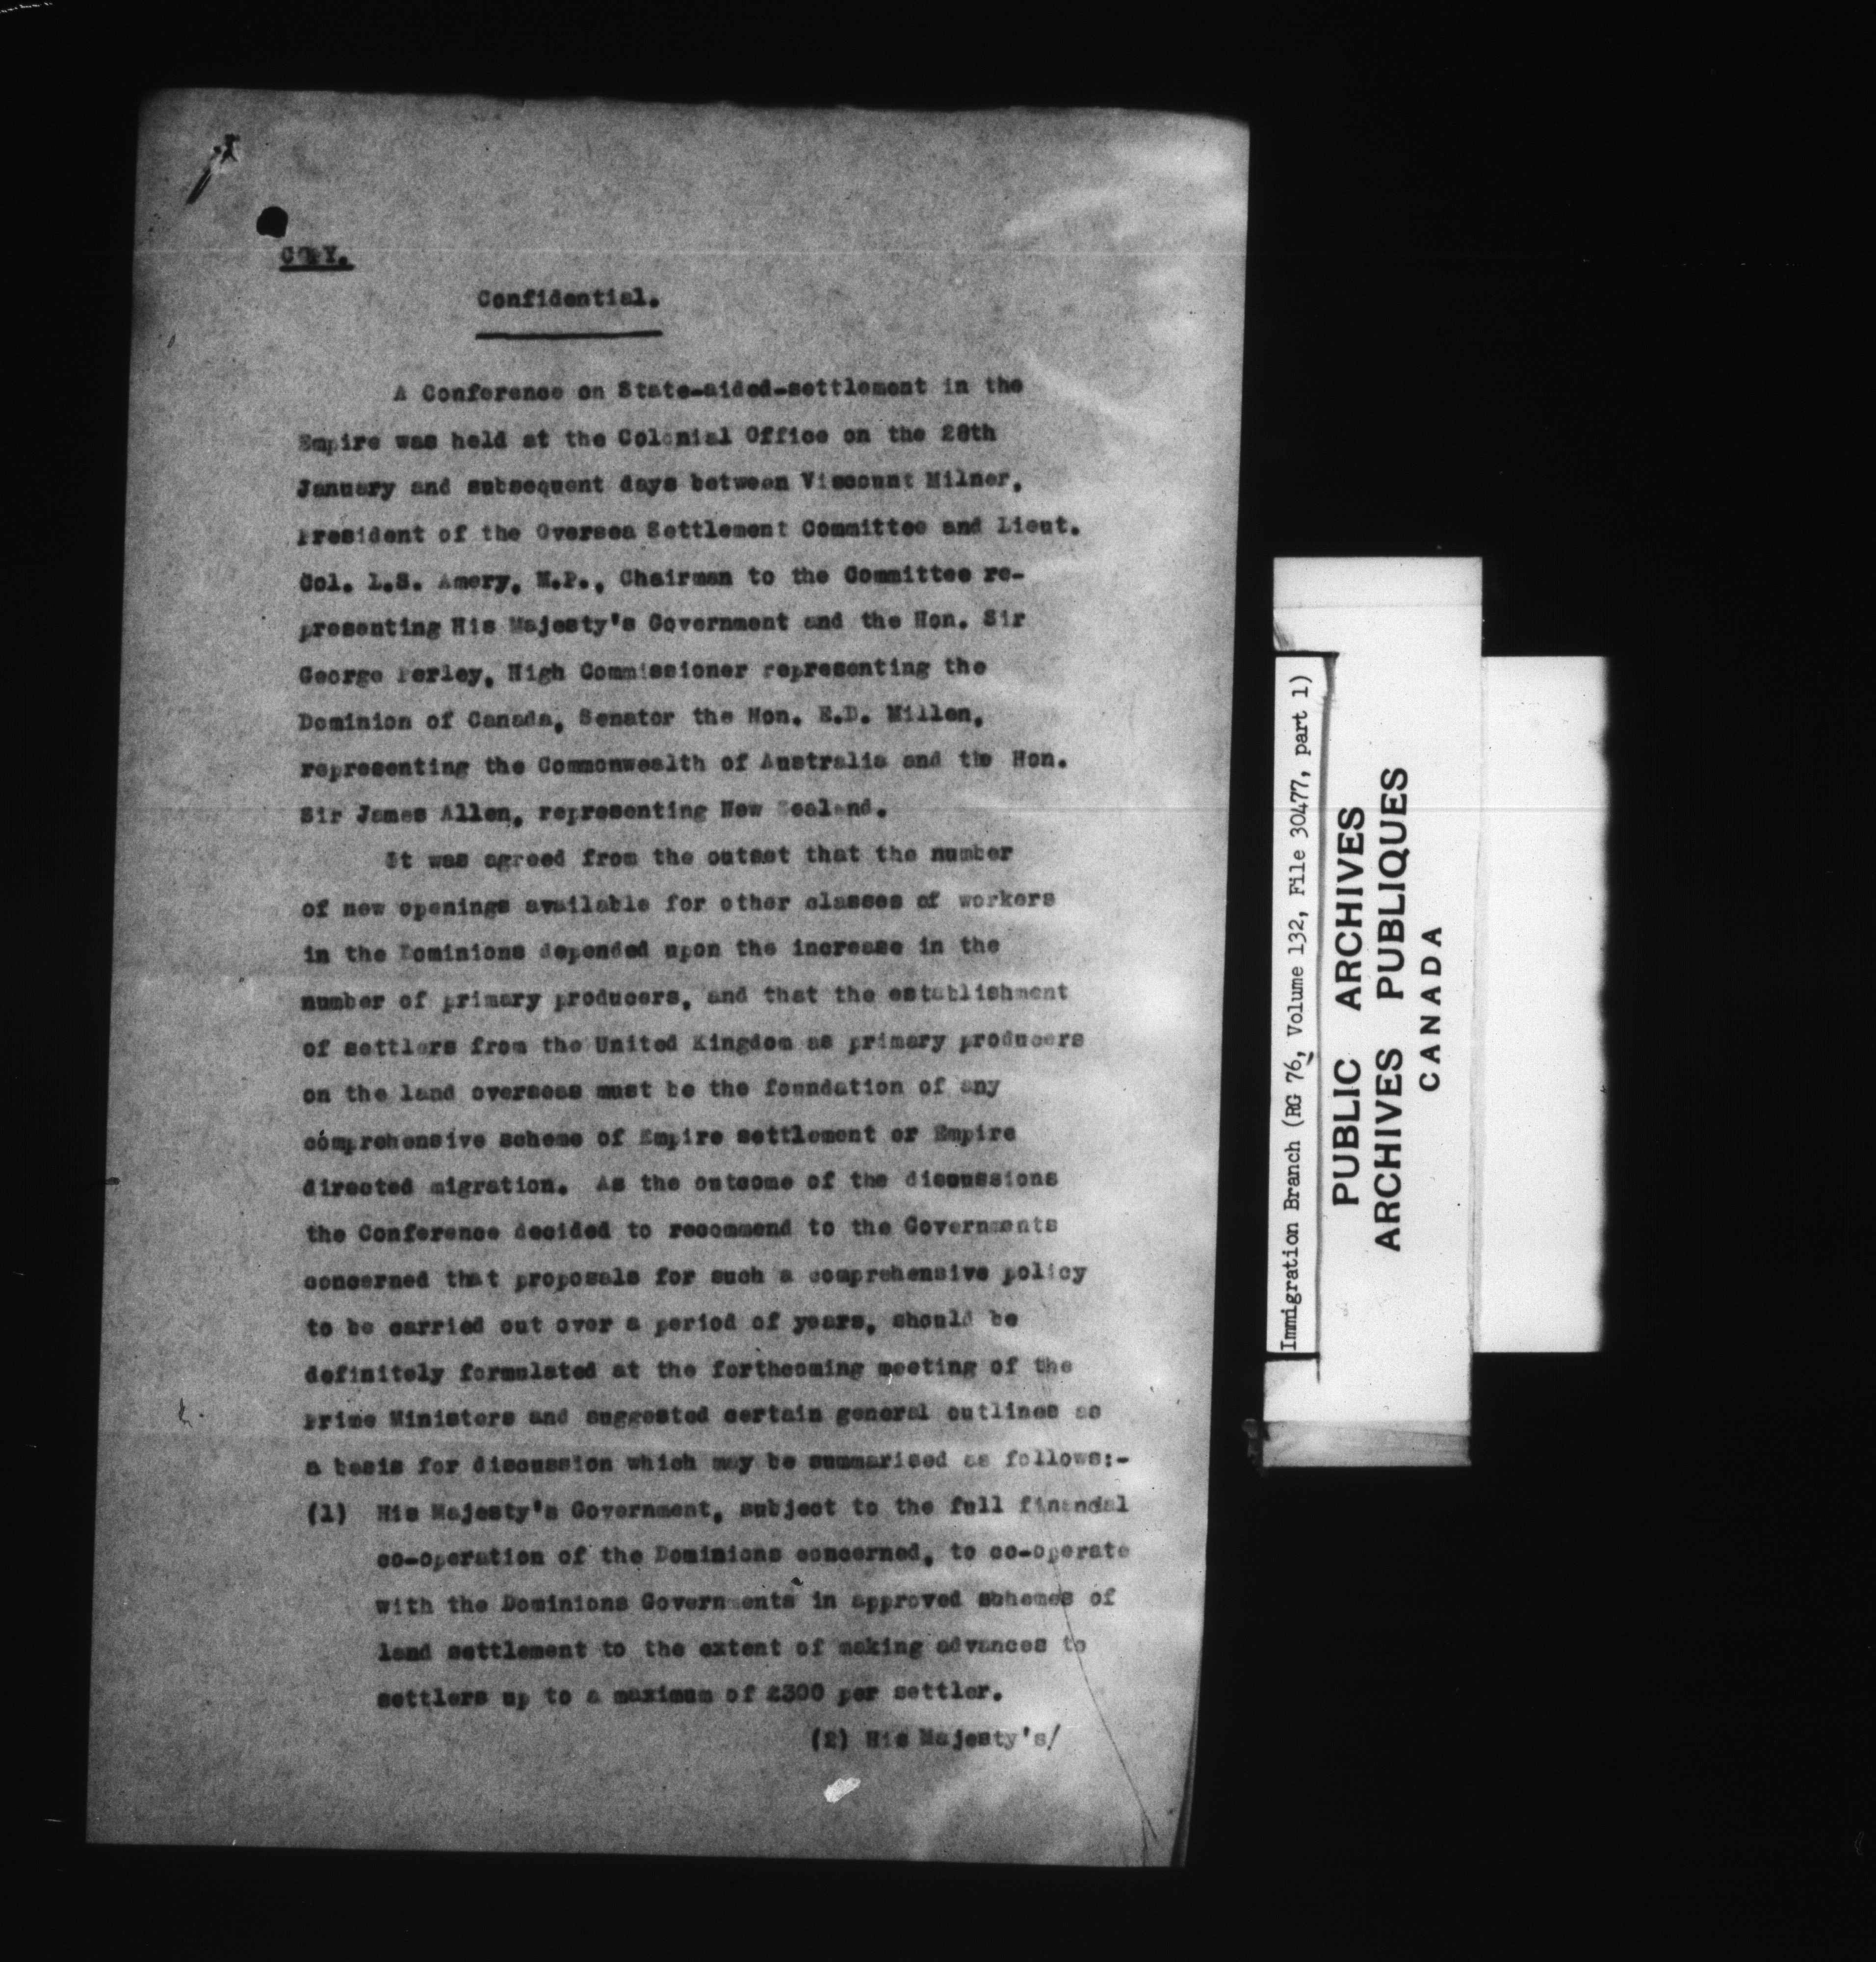 COPY.
Confidential.
A Conference on State-aided-settlement in the
Empire was held at the Colonial Office on the 28th
January and subsequent days between Viscount Milner,
President of the Oversea Settlement Committee and Lieut.
Col. L.S. Amery, M.P., Chairman to the Committee re-
presenting His Majesty's Government and the Hon. Sir
George Perley, High Commissioner representing the
Dominion of Canada, Senator the Hon. E.D. Millen,
representing the Commonwealth of Australia and the Hon.
Sir James Allen, representing New Zealand.
It was agreed from the outset that the number
of new openings available for other classes of workers
in the Dominions depended upon the increase in the
number of primary producers, and that the establishment
of settlers from the United Kingdom as primary producers
on the land overseas must be the foundation of any
comprehensive scheme of Empire settlement or Empire
directed migration. As the outcome of the discussions
the Conference decided to recommend to the Governments
concerned that proposals for such a comprehensive policy
to be carried out over a period of years, should be
definitely formulated at the forthcoming meeting of the
Prime Ministers and suggested certain general outlines as
a basis for discussion which may be summarised as follows:-
(1) His Majesty's Government, subject to the full financial
co-operation of the Dominions concerned, to co-operate
with the Dominions Governments in approved schemes of
land settlement to the extent of making advances to
settlers up to a maximum of £300 per settler.
(2) His Majesty's/
Immigration Branch (RG 76, Volume 132, File 30477, part 1)
PUBLIC ARCHIVES
ARCHIVES PUBLIQUES
CANADA